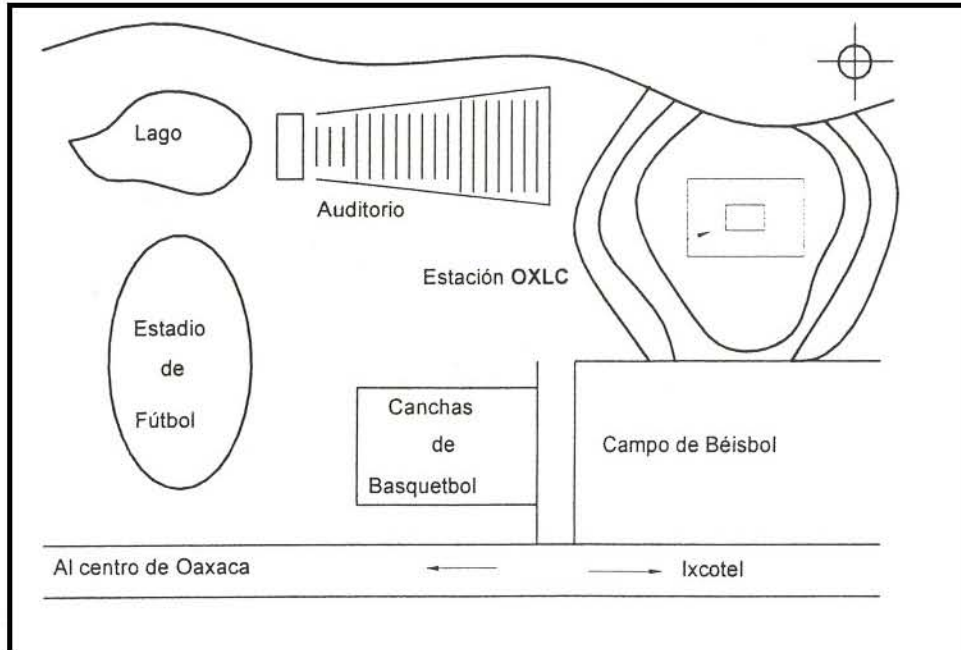 Lago
Auditorio
Estación OXLC
Estadio
de
Fútbol
Canchas
de
Basquetbol
Campo de Béisbol
Al centro de Oaxaca
Ixcotel